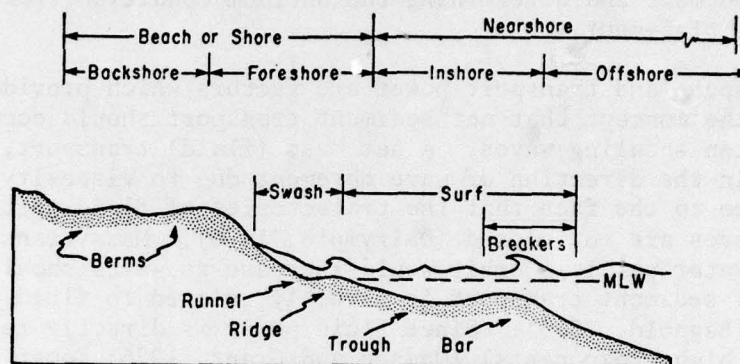 Beach or Shore
Nearshore
Backshore
Foreshore
Inshore
Offshore
Swash
Surf
Breakers
Berms
MLW
Runnel
Ridge
Trough
Bar